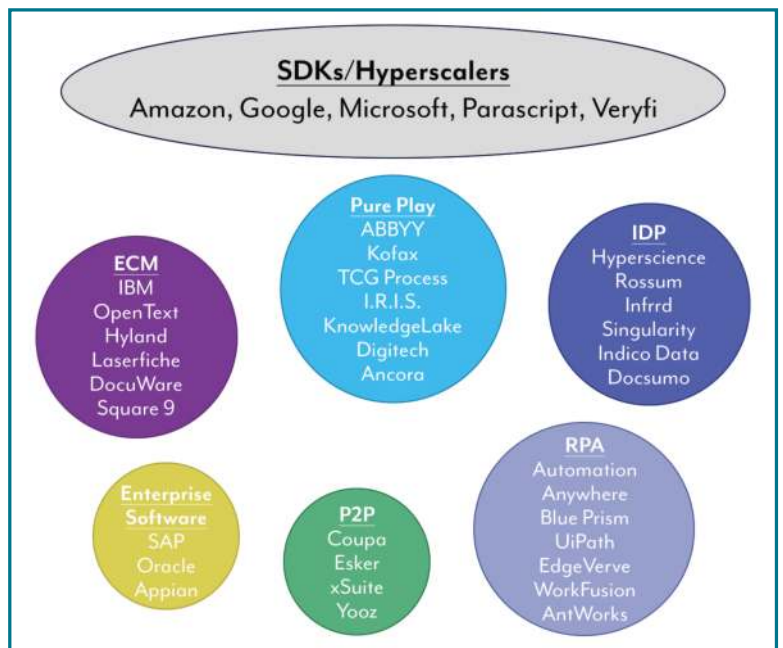 SDKs/Hyperscalers
Amazon, Google, Microsoft, Parascript, Veryfi
Pure Play
ABBYY
Kofax
TCG Process
I.R.I.S.
KnowledgeLake
Digitech
Ancora
ECM
IBM
OpenText
Hyland
Laserfiche
DocuWare
Square 9
IDP
Hyperscience
Rossum
Infrrd
Singularity
Indico Data
Docsumo
Enterprise
Software
SAP
Oracle
Appian
P2P
Coupa
Esker
xSuite
Yooz
RPA
Automation
Anywhere
Blue Prism
UiPath
EdgeVerve
WorkFusion
AntWorks